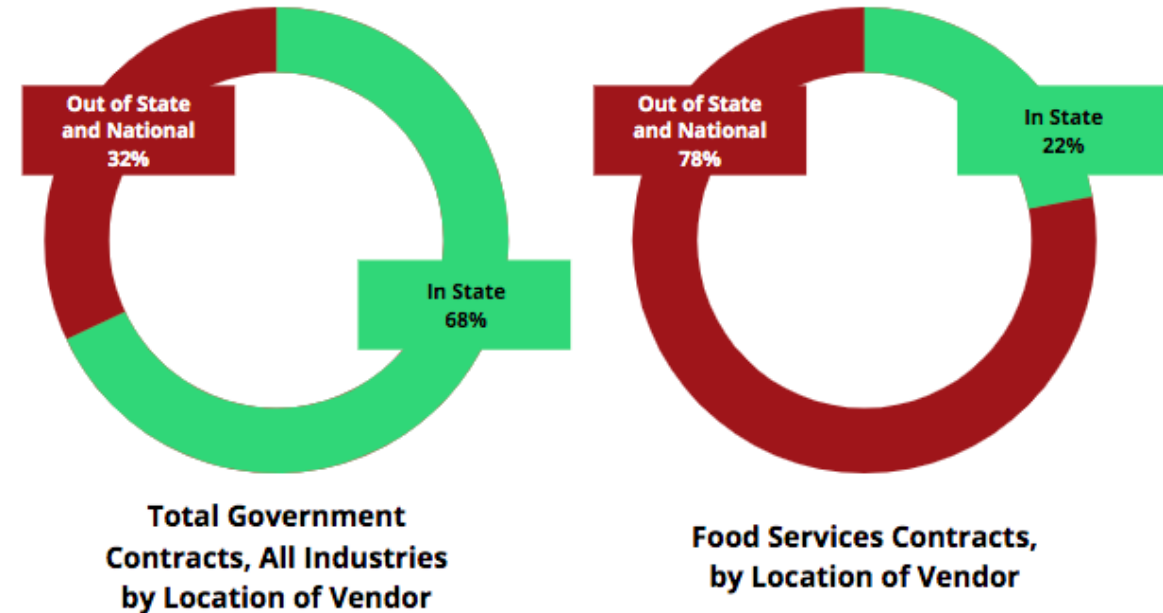 Out of State
and National
32%
In State
68%
Total Government
Contracts, All Industries
by Location of Vendor
Out of State
and National
78%
In State
22%
Food Services Contracts,
by Location of Vendor